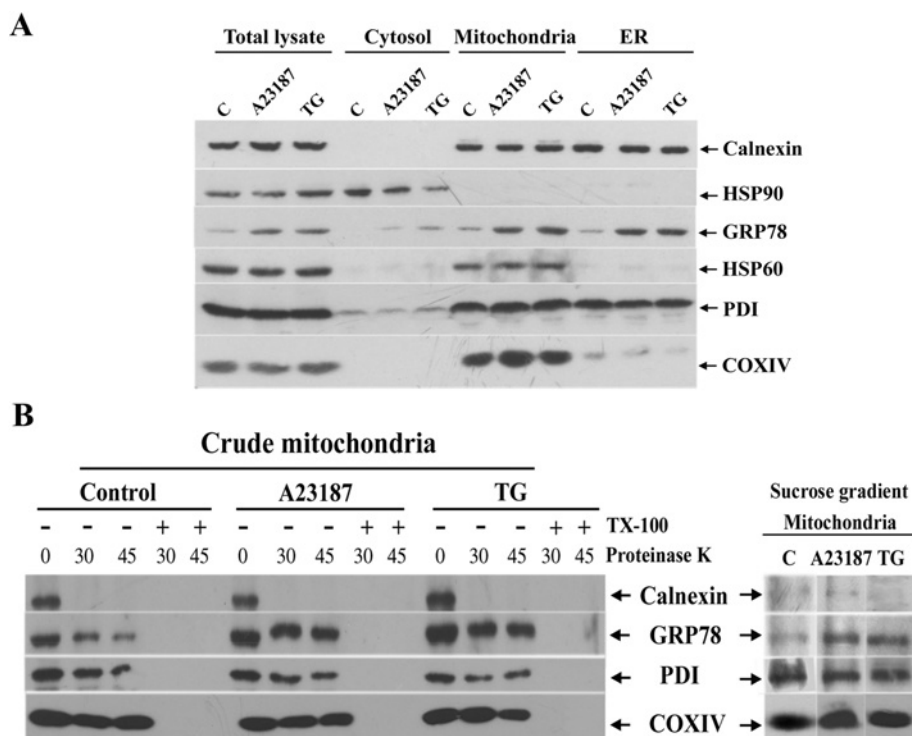 A
Total lysate Cytosol Mitochondria ER
C A23187 TG C A23187 TG C A23187 TG C A23187 TG
Calnexin
HSP90
GRP78
HSP60
PDI
COXIV
B
Crude mitochondria
Control A23187 TG
- - - + + - - - + + - - - + + TX-100
0 30 45 30 45 0 30 45 30 45 0 30 45 30 45 Proteinase K
Sucrose gradient
Mitochondria
C A23187 TG
Calnexin
GRP78
PDI
COXIV